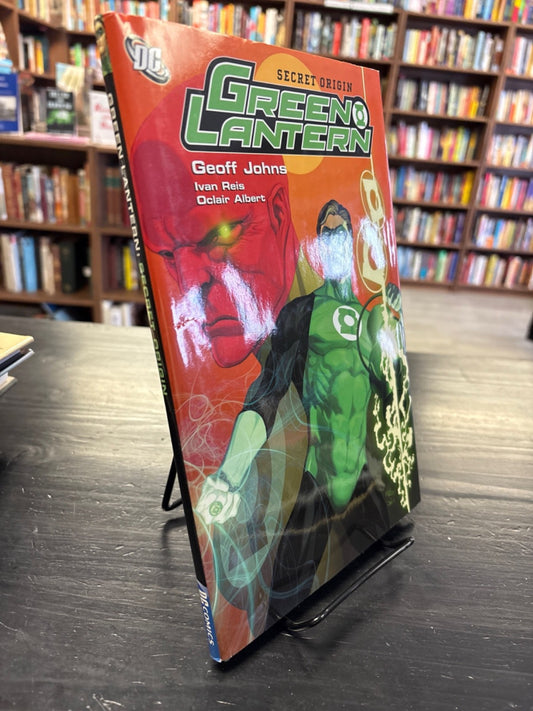 DC
SECRET ORIGIN
GREEN
LANTERN
Geoff Johns
Ivan Reis
Oclair Albert
GREEN LANTERN: SECRET ORIGIN
DC COMICS